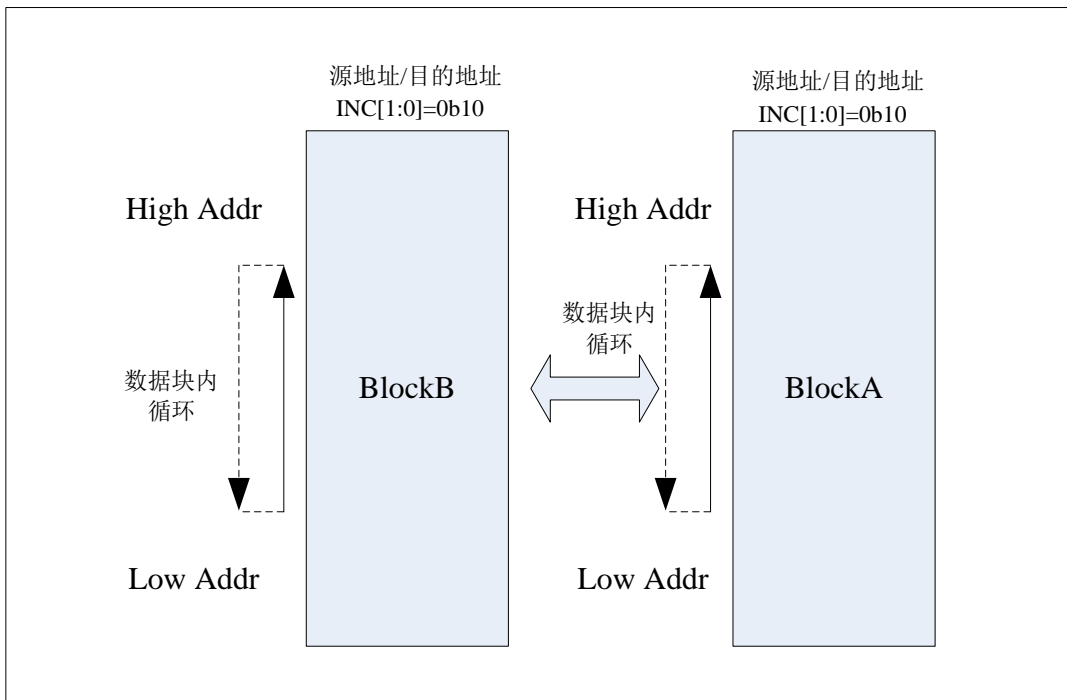 源地址/目的地址
INC[1:0]=0b10
源地址/目的地址
INC[1:0]=0b10
High Addr
High Addr
数据块内
循环
BlockB
数据块内
循环
BlockA
Low Addr
Low Addr